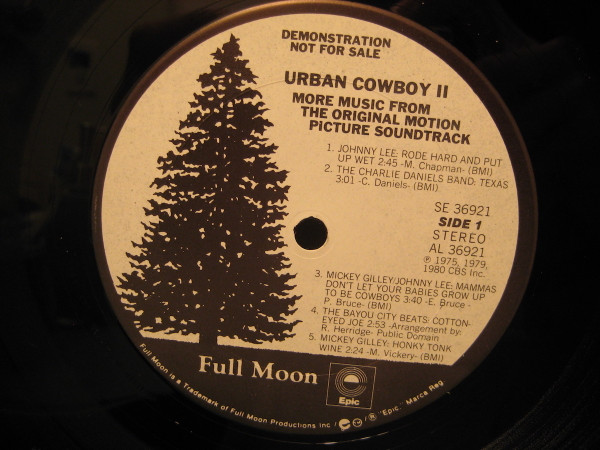 DEMONSTRATION
NOT FOR SALE
URBAN COWBOY II
MORE MUSIC FROM
THE ORIGINAL MOTION
PICTURE SOUNDTRACK
1. JOHNNY LEE: RODE HARD AND PUT
UP WET 2:45 -M. Chapman- (BMI)
2. THE CHARLIE DANIELS BAND: TEXAS
3:01 -C. Daniels- (BMI)
SE 36921
SIDE 1
STEREO
AL 36921
℗ 1975, 1979,
1980 CBS Inc.
3. MICKEY GILLEY/JOHNNY LEE: MAMMAS
DON'T LET YOUR BABIES GROW UP
TO BE COWBOYS 3:40 -E. Bruce -
P. Bruce- (BMI)
4. THE BAYOU CITY BEATS: COTTON-
EYED JOE 2:53 -Arrangement by:
R. Herridge- Public Domain
5. MICKEY GILLEY: HONKY TONK
WINE 2:24 -M. Vickery- (BMI)
Full Moon
Epic
Full Moon is a Trademark of Full Moon Productions Inc / ® "Epic," Marca Reg